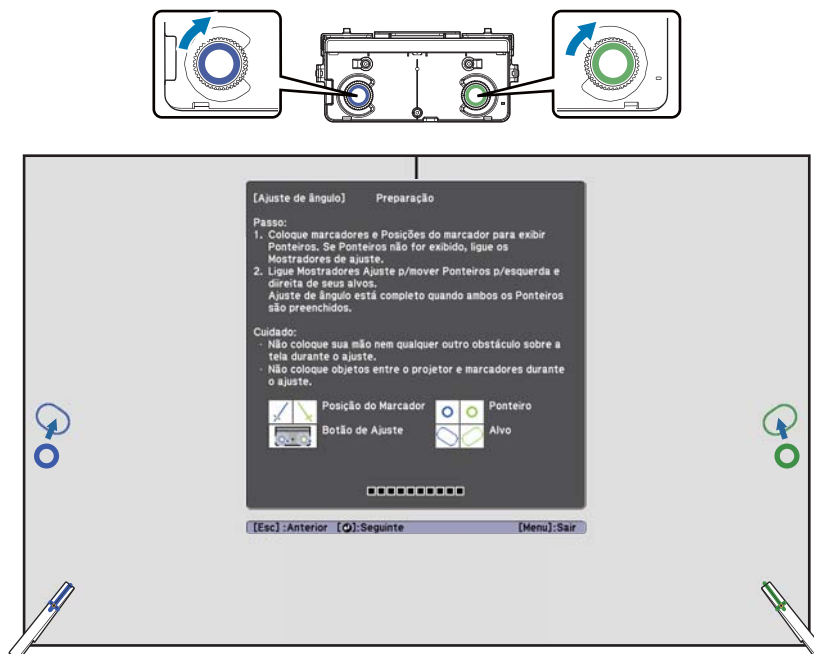 [Ajuste de ângulo] Preparação
Passo:
1. Coloque marcadores e Posições do marcador para exibir
Ponteiros. Se Ponteiros não for exibido, ligue os
Mostradores de ajuste.
2. Ligue Mostradores Ajuste p/mover Ponteiros p/esquerda e
diireita de seus alvos.
Ajuste de ângulo está completo quando ambos os Ponteiros
são preenchidos.
Cuidado:
· Não coloque sua mão nem qualquer outro obstáculo sobre a
tela durante o ajuste.
· Não coloque objetos entre o projetor e marcadores durante
o ajuste.
Posição do Marcador Ponteiro
Botão de Ajuste Alvo
[Esc] :Anterior [ ]:Seguinte [Menu]:Sair